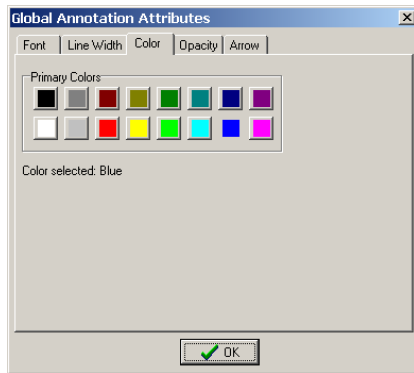 Global Annotation Attributes
Font Line Width Color Opacity Arrow
Primary Colors
Color selected: Blue
OK